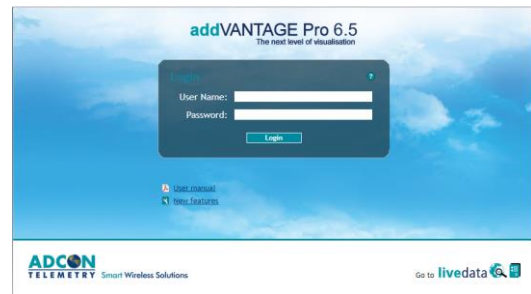 addVANTAGE Pro 6.5
The next level of visualisation
Login
User Name:
Password:
Login
User manual
New features
ADCON
TELEMETRY Smart Wireless Solutions
Go to livedata